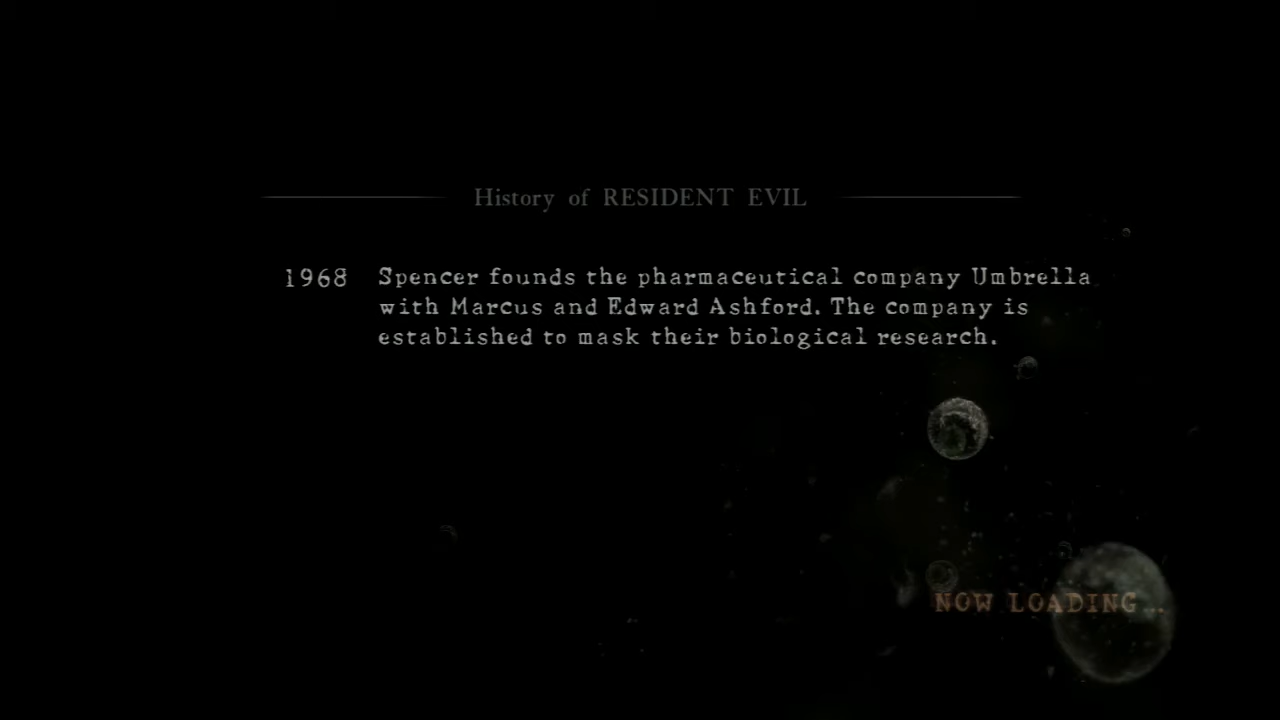 History of RESIDENT EVIL
1968 Spencer founds the pharmaceutical company Umbrella
with Marcus and Edward Ashford. The company is
established to mask their biological research.
NOW LOADING...